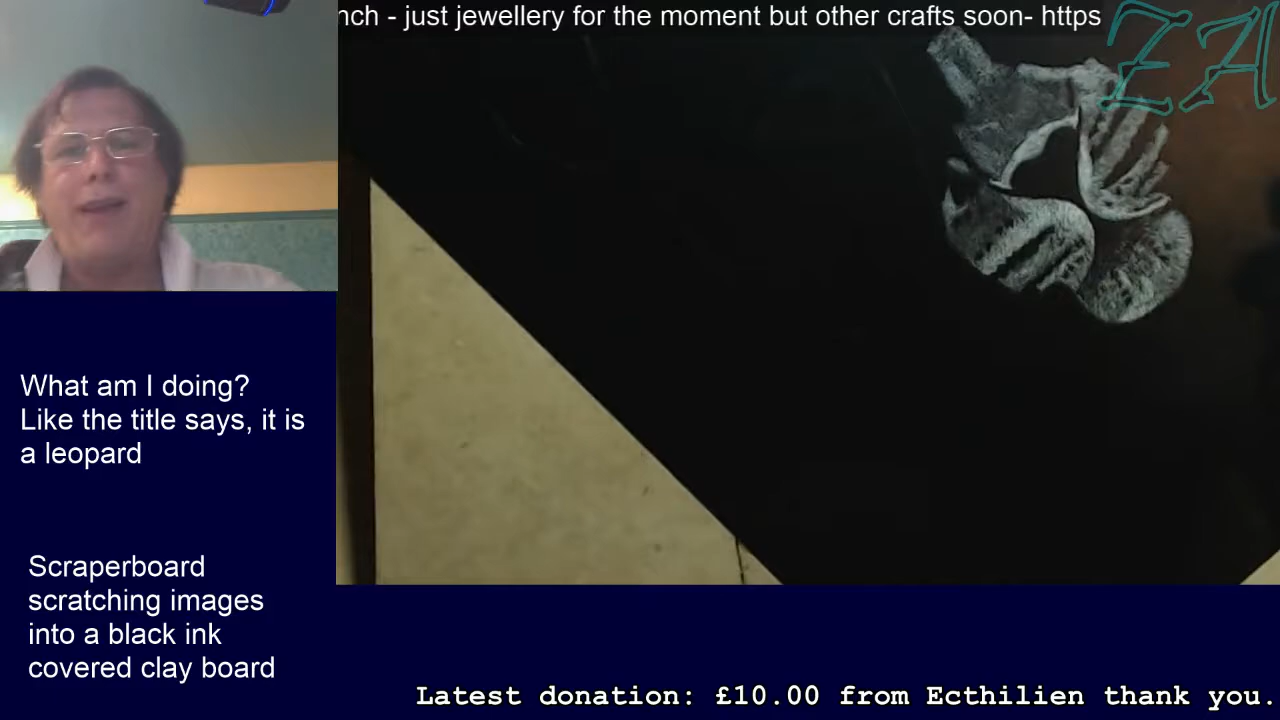 nch - just jewellery for the moment but other crafts soon- https
ZA
What am I doing?
Like the title says, it is
a leopard
Scraperboard
scratching images
into a black ink
covered clay board
Latest donation: £10.00 from Ecthilien thank you.